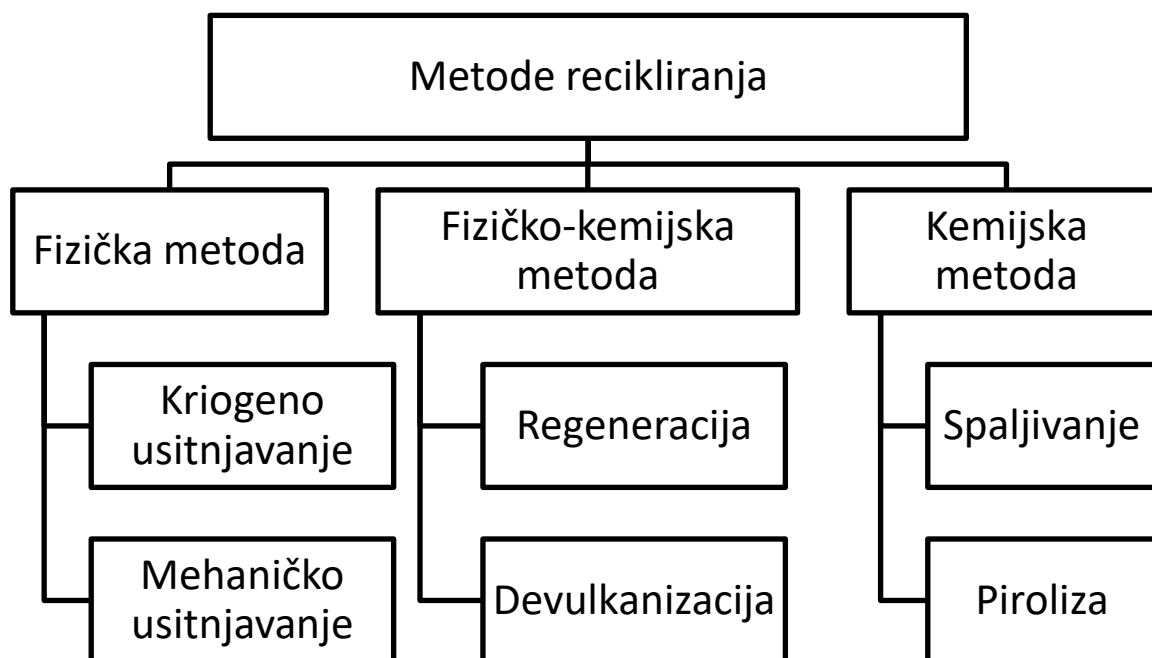 Metode recikliranja
Fizička metoda
Fizičko-kemijska
metoda
Kemijska
metoda
Kriogeno
usitnjavanje
Regeneracija
Spaljivanje
Mehaničko
usitnjavanje
Devulkanizacija
Piroliza